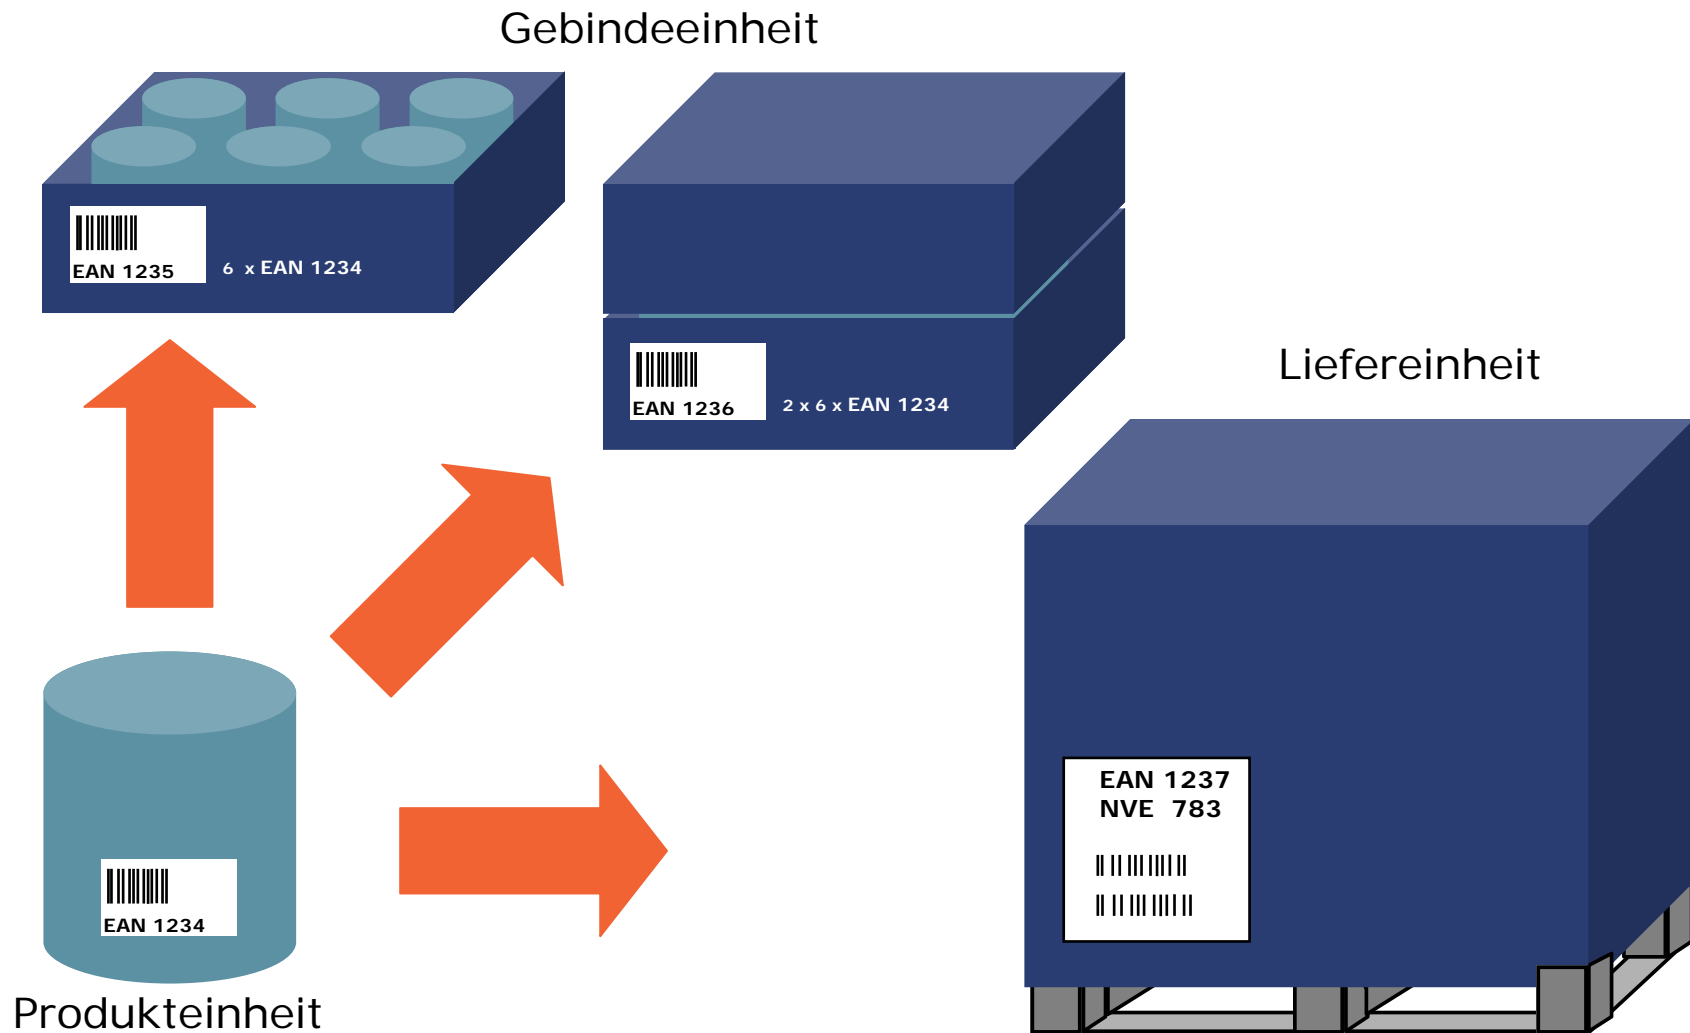 Gebindeeinheit
EAN 1235
6 x EAN 1234
EAN 1236
2 x 6 x EAN 1234
Liefereinheit
EAN 1237
NVE 783
EAN 1234
Produkteinheit